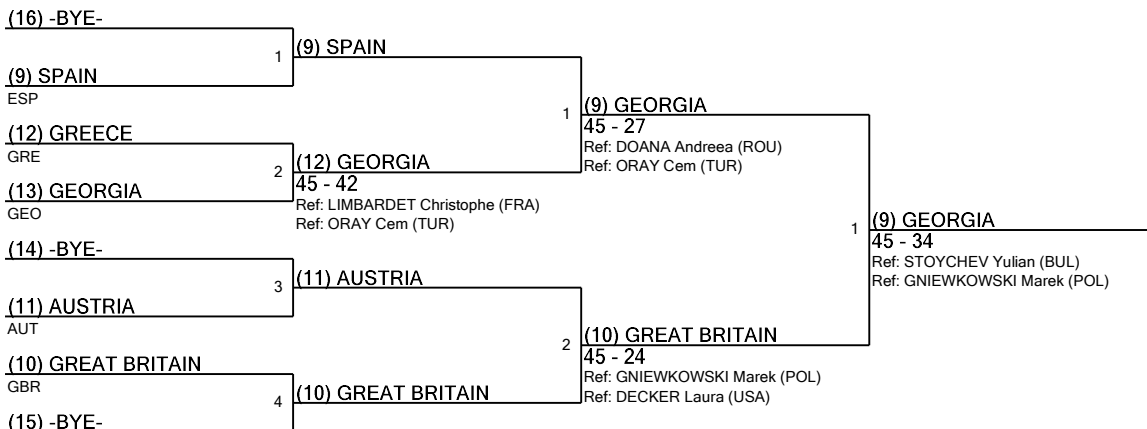 (16) -BYE-
1
(9) SPAIN
(9) SPAIN
ESP
1
(9) GEORGIA
45 - 27
Ref: DOANA Andreea (ROU)
Ref: ORAY Cem (TUR)
(12) GREECE
GRE
2
(12) GEORGIA
45 - 42
Ref: LIMBARDET Christophe (FRA)
Ref: ORAY Cem (TUR)
(13) GEORGIA
GEO
1
(9) GEORGIA
45 - 34
Ref: STOYCHEV Yulian (BUL)
Ref: GNIEWKOWSKI Marek (POL)
(14) -BYE-
3
(11) AUSTRIA
(11) AUSTRIA
AUT
2
(10) GREAT BRITAIN
45 - 24
Ref: GNIEWKOWSKI Marek (POL)
Ref: DECKER Laura (USA)
(10) GREAT BRITAIN
GBR
4
(10) GREAT BRITAIN
(15) -BYE-